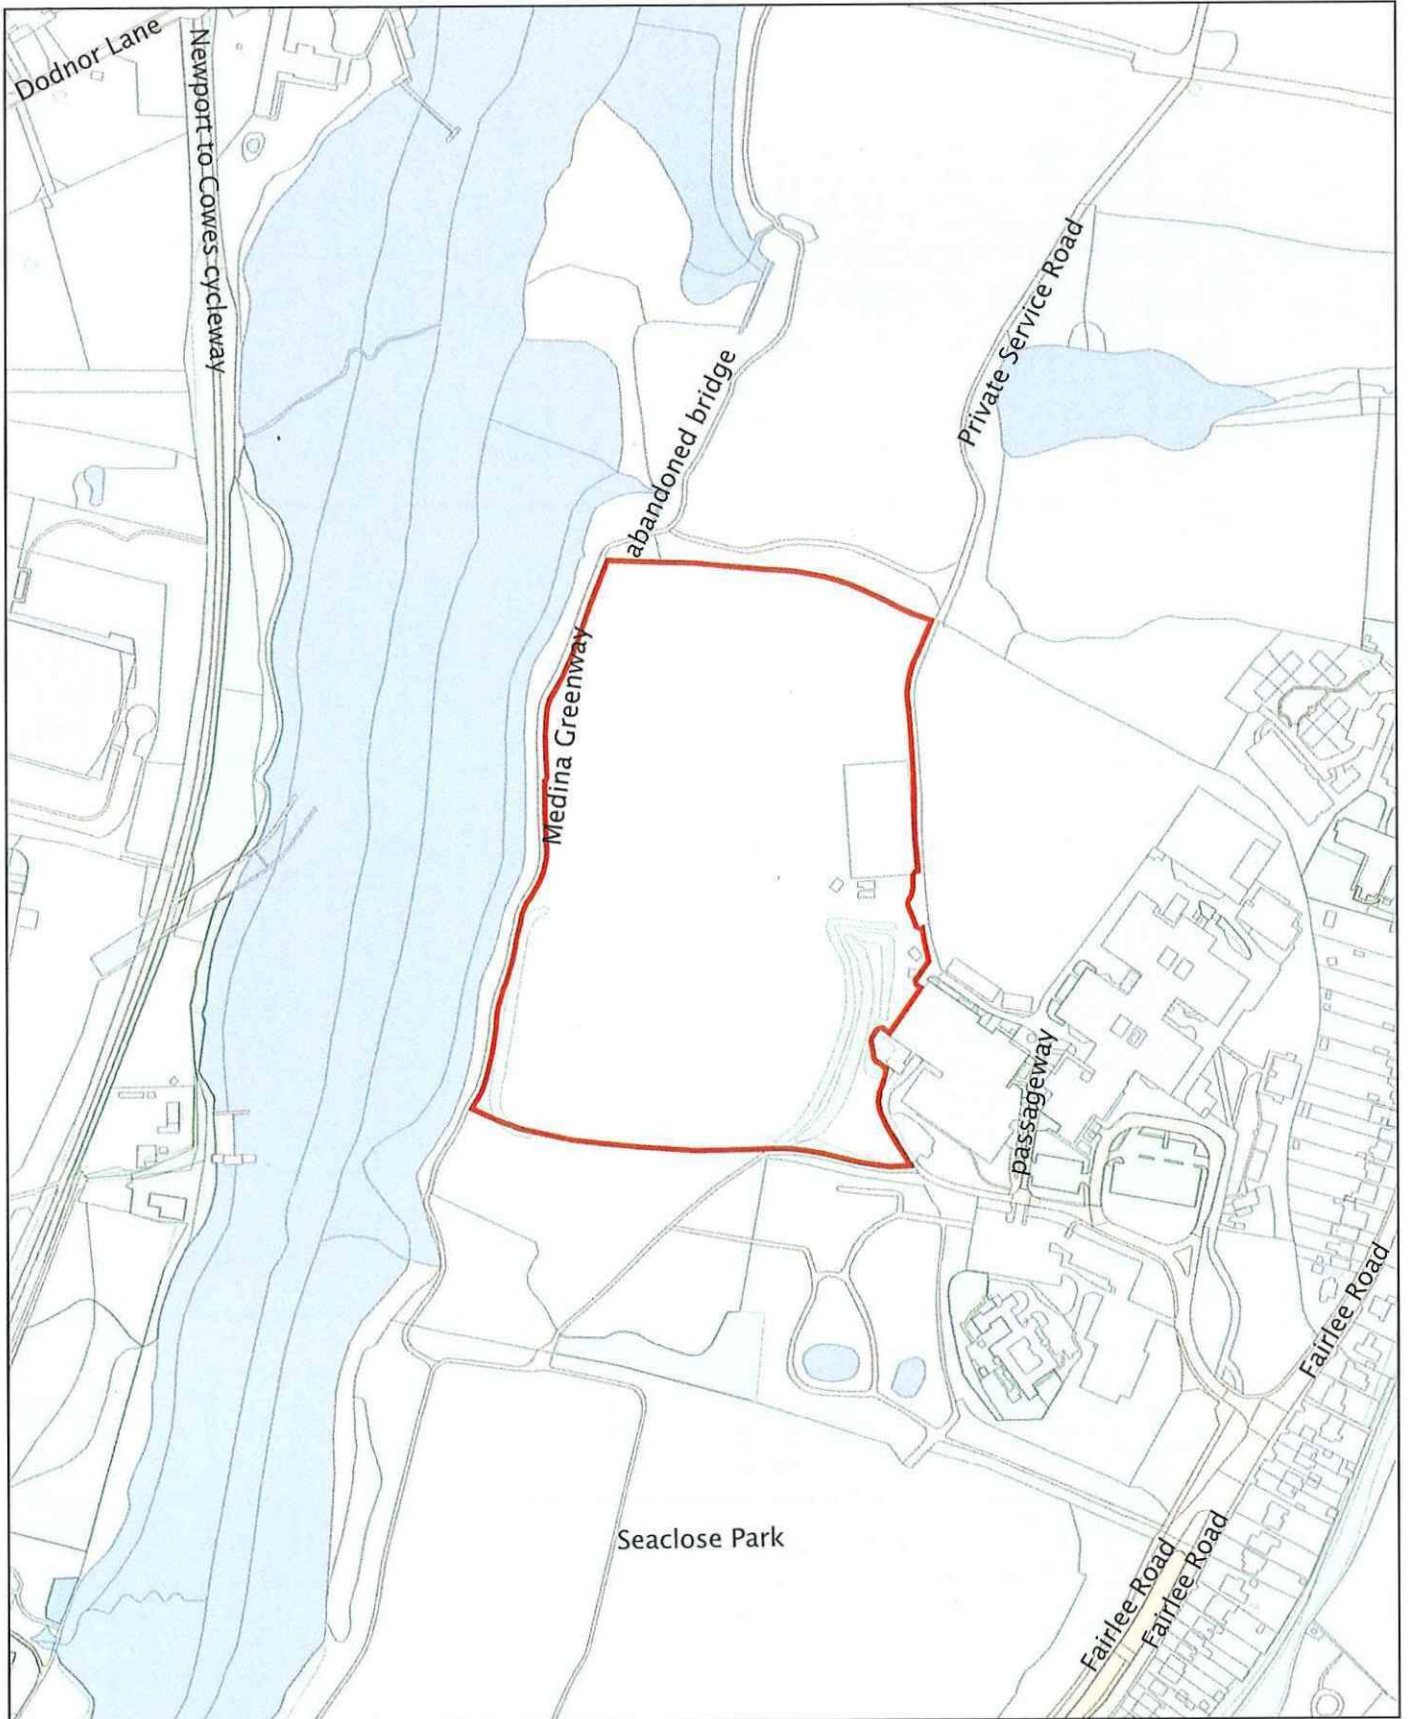 Dodnor Lane
Newport to Cowes cycleway
Private Service Road
abandoned bridge
Medina Greenway
passageway
Fairlee Road
Seaclose Park
Fairlee Road
Fairlee Road